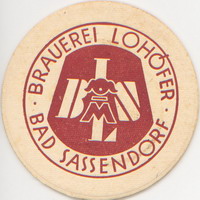 · BRAUEREI LOHÖFER ·
BAD SASSENDORF